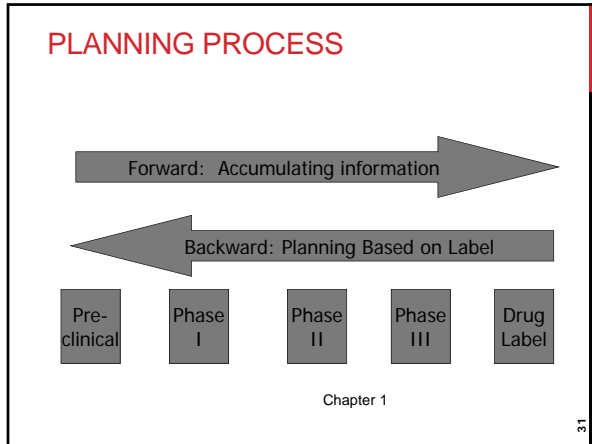 PLANNING PROCESS
Forward: Accumulating information
Backward: Planning Based on Label
Pre-
clinical
Phase
I
Phase
II
Phase
III
Drug
Label
Chapter 1
31